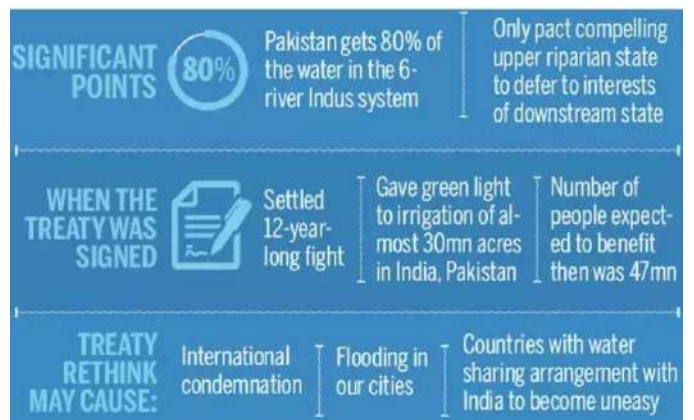 SIGNIFICANT
POINTS
80%
Pakistan gets 80% of
the water in the 6-
river Indus system
Only pact compelling
upper riparian state
to defer to interests
of downstream state
WHEN THE
TREATY WAS
SIGNED
Settled
12-year-
long fight
Gave green light
to irrigation of al-
most 30mn acres
in India, Pakistan
Number of
people expect-
ed to benefit
then was 47mn
TREATY
RETHINK
MAY CAUSE:
International
condemnation
Flooding in
our cities
Countries with water
sharing arrangement with
India to become uneasy